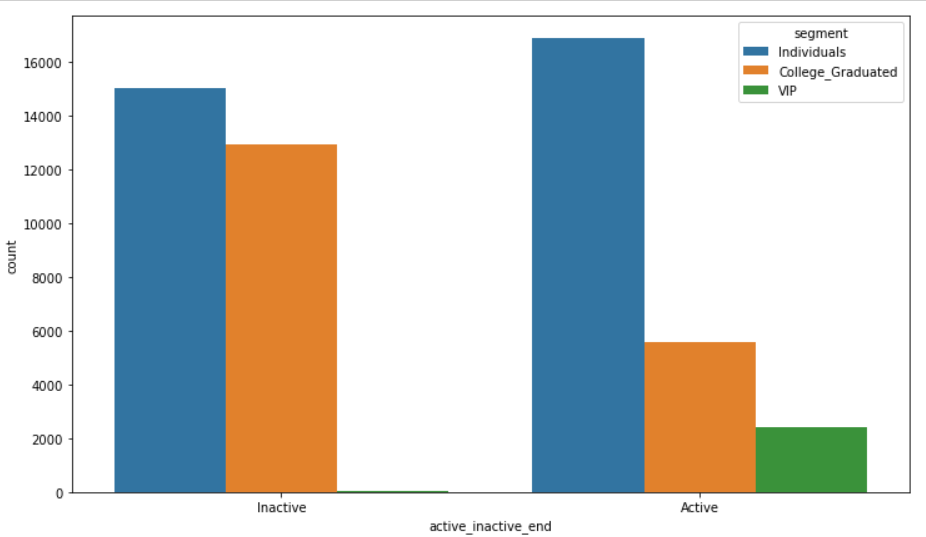 segment
Individuals
College_Graduated
VIP
16000
14000
12000
10000
8000
6000
4000
2000
0
count
Inactive
Active
active_inactive_end